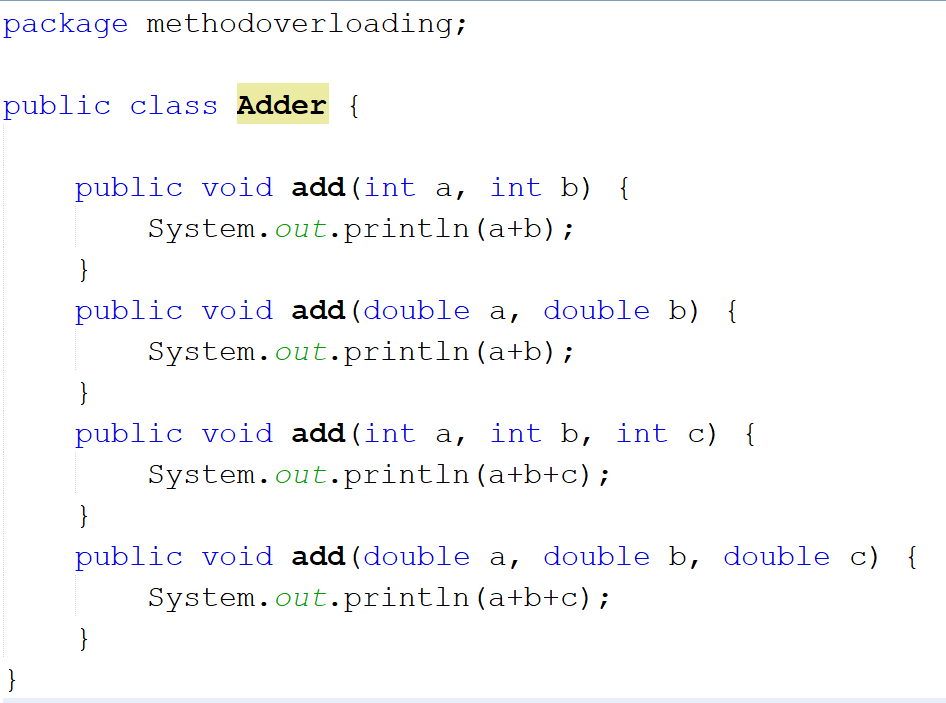 package methodoverloading;
public class Adder {
public void add(int a, int b) {
System.out.println(a+b);
}
public void add(double a, double b) {
System.out.println(a+b);
}
public void add(int a, int b, int c) {
System.out.println(a+b+c);
}
public void add(double a, double b, double c) {
System.out.println(a+b+c);
}
}